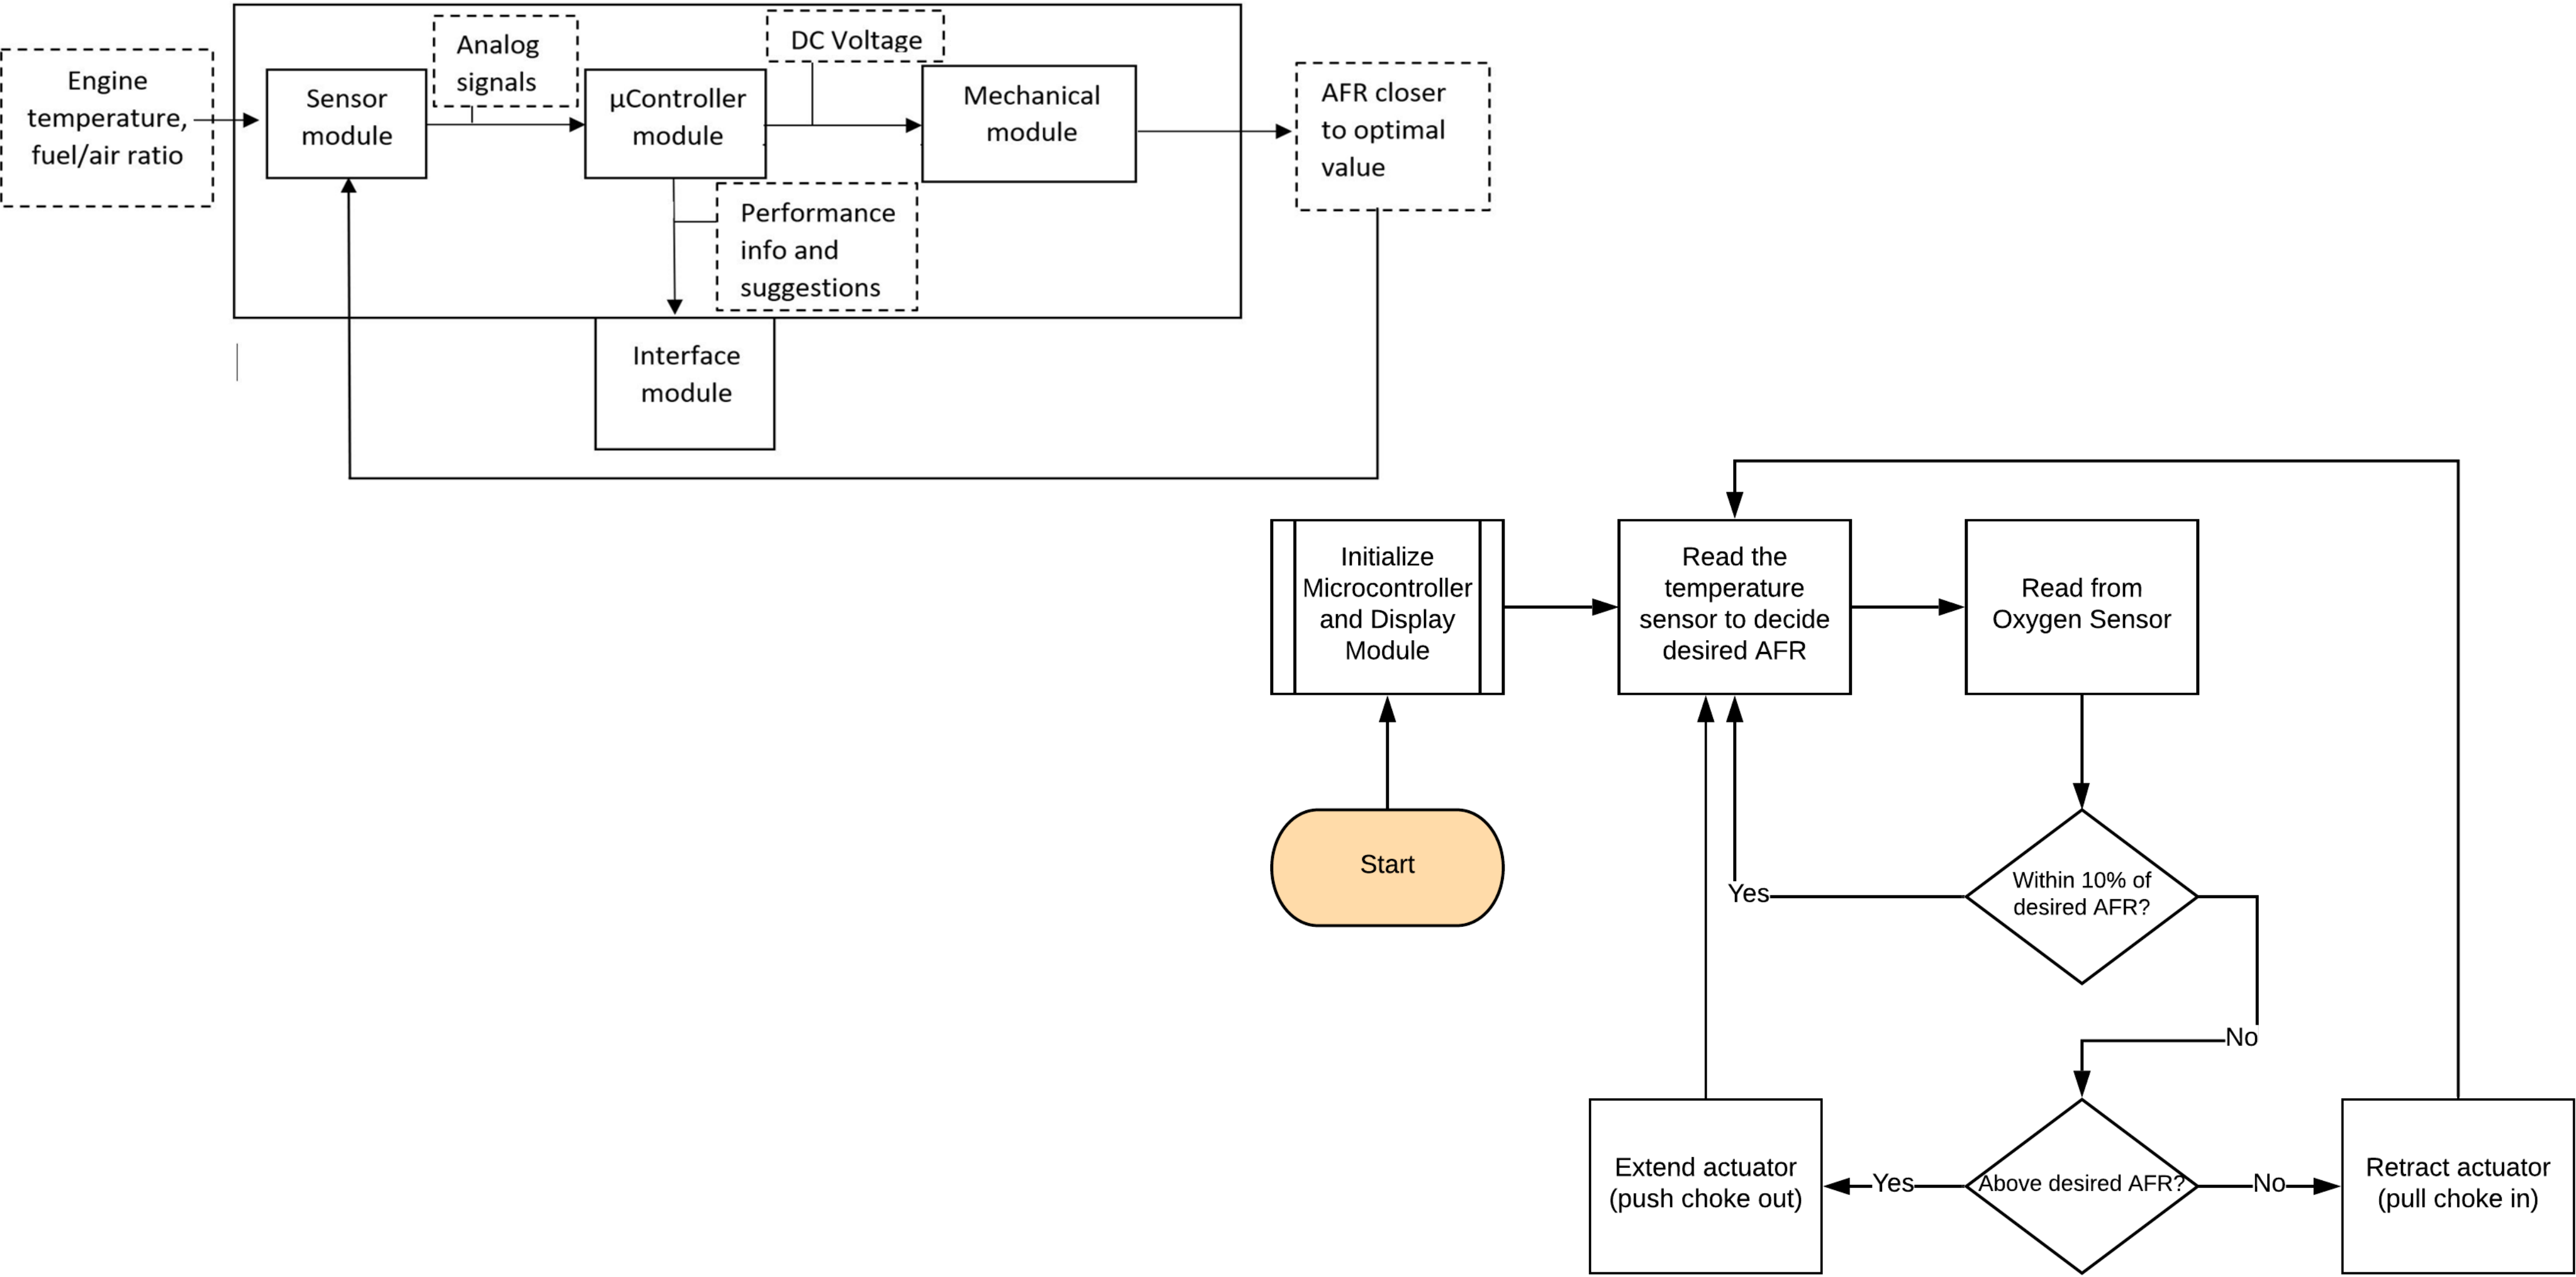 Engine
temperature,
fuel/air ratio
Sensor
module
Analog
signals
µController
module
DC Voltage
Mechanical
module
AFR closer
to optimal
value
Performance
info and
suggestions
Interface
module
Initialize
Microcontroller
and Display
Module
Read the
temperature
sensor to decide
desired AFR
Read from
Oxygen Sensor
Start
Yes
Within 10% of
desired AFR?
No
Extend actuator
(push choke out)
Yes
Above desired AFR?
No
Retract actuator
(pull choke in)